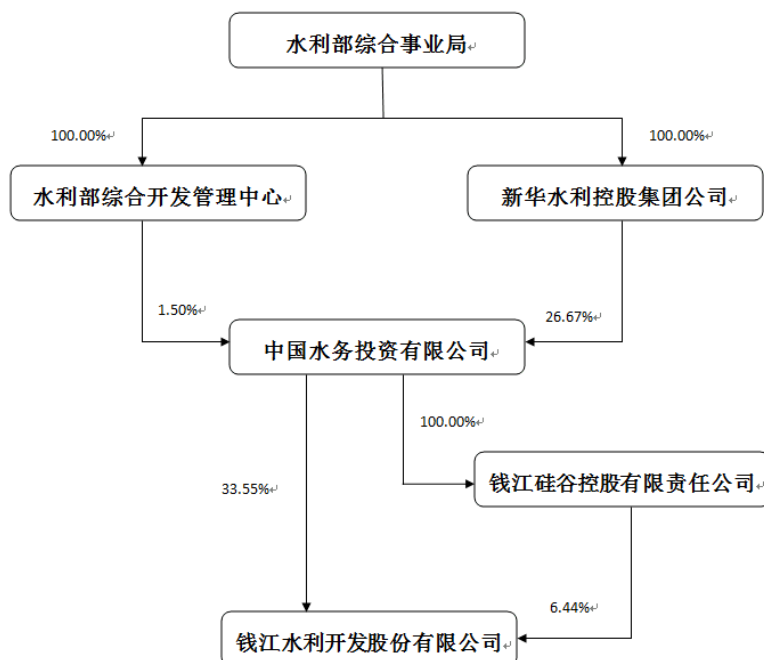 水利部综合事业局
100.00%
100.00%
水利部综合开发管理中心
新华水利控股集团公司
1.50%
26.67%
中国水务投资有限公司
100.00%
33.55%
钱江硅谷控股有限责任公司
6.44%
钱江水利开发股份有限公司